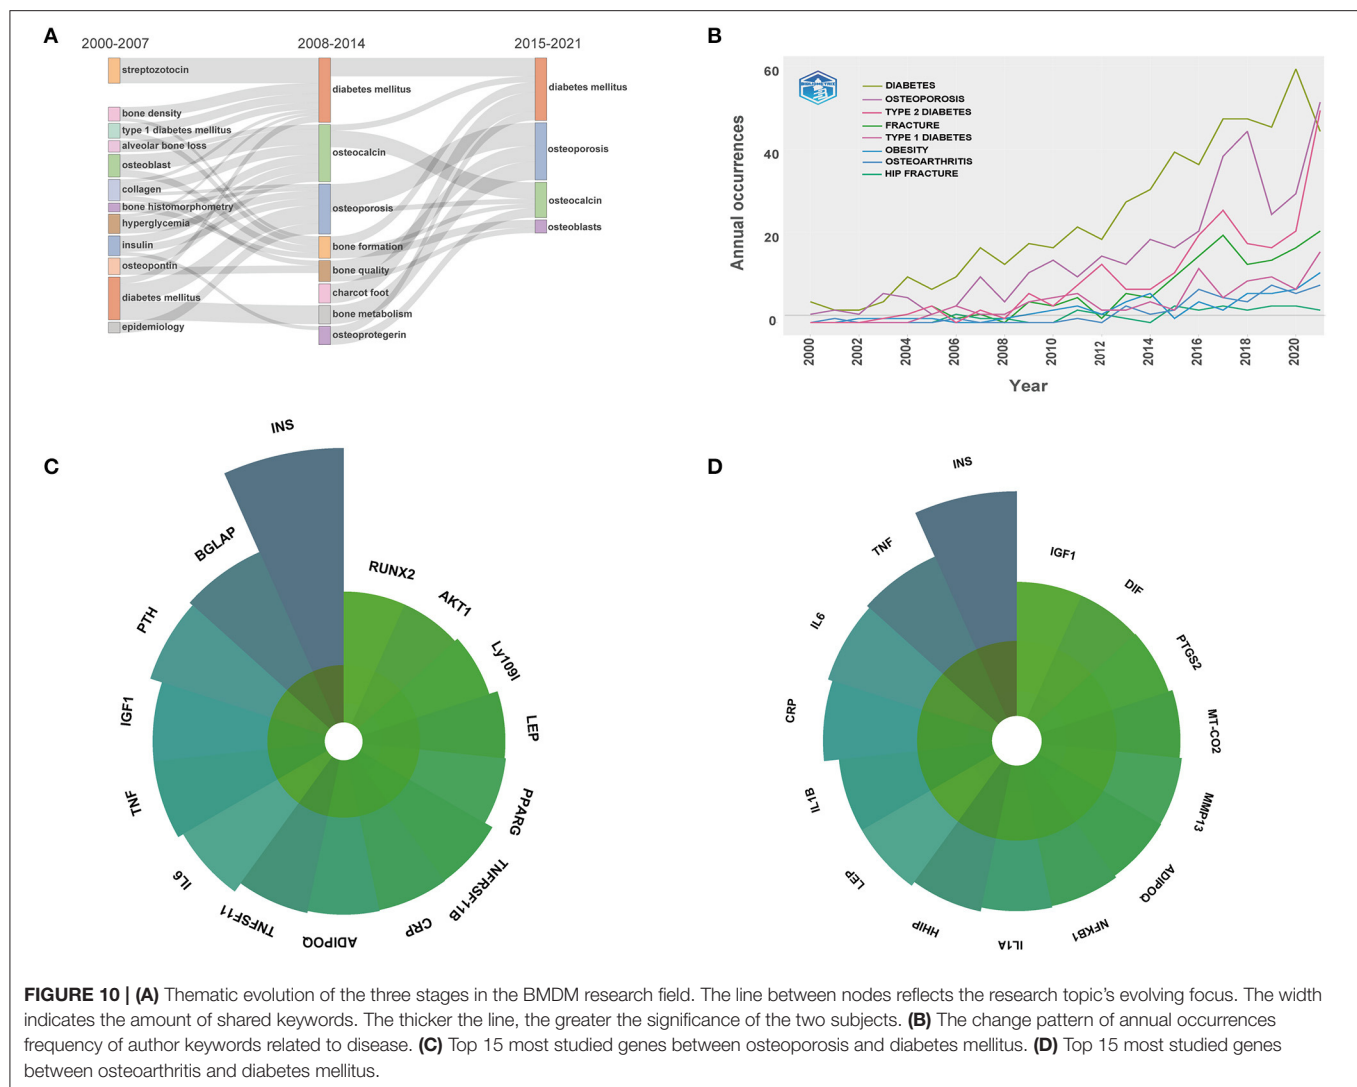 A
2000-2007
2008-2014
2015-2021
streptozotocin
bone density
type 1 diabetes mellitus
alveolar bone loss
osteoblast
collagen
bone histomorphometry
hyperglycemia
insulin
osteopontin
diabetes mellitus
epidemiology
diabetes mellitus
osteocalcin
osteoporosis
bone formation
bone quality
charcot foot
bone metabolism
osteoprotegerin
diabetes mellitus
osteoporosis
osteocalcin
osteoblasts
B
Annual occurrences
60
40
20
0
DIABETES
OSTEOPOROSIS
TYPE 2 DIABETES
FRACTURE
TYPE 1 DIABETES
OBESITY
OSTEOARTHRITIS
HIP FRACTURE
2000
2002
2004
2006
2008
2010
2012
2014
2016
2018
2020
Year
C
INS
BGLAP
PTH
IGF1
TNF
IL6
TNFSF11
ADIPOQ
CRP
TNFRSF11B
PPARG
LEP
Ly109l
AKT1
RUNX2
D
INS
TNF
IL6
CRP
IL1B
LEP
HHIP
IL1A
NFKB1
ADIPOQ
MMP13
MT-CO2
PTGS2
DIF
IGF1
FIGURE 10 | (A) Thematic evolution of the three stages in the BMDM research field. The line between nodes reflects the research topic's evolving focus. The width
indicates the amount of shared keywords. The thicker the line, the greater the significance of the two subjects. (B) The change pattern of annual occurrences
frequency of author keywords related to disease. (C) Top 15 most studied genes between osteoporosis and diabetes mellitus. (D) Top 15 most studied genes
between osteoarthritis and diabetes mellitus.